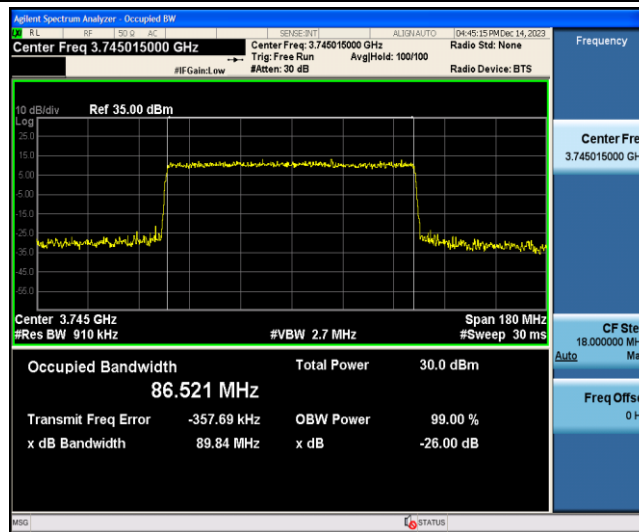 Agilent Spectrum Analyzer - Occupied BW
RL RF 50 Ω AC SENSE:INT ALIGN AUTO 04:45:15 PM Dec 14, 2023
Center Freq 3.745015000 GHz
Center Freq: 3.745015000 GHz
Radio Std: None
Trig: Free Run Avg|Hold: 100/100
#IFGain:Low #Atten: 30 dB Radio Device: BTS
10 dB/div Ref 35.00 dBm
Log
25.0
15.0
5.00
-5.00
-15.0
-25.0
-35.0
-45.0
-55.0
Center 3.745 GHz Span 180 MHz
#Res BW 910 kHz #VBW 2.7 MHz #Sweep 30 ms
Occupied Bandwidth Total Power 30.0 dBm
86.521 MHz
Transmit Freq Error -357.69 kHz OBW Power 99.00 %
x dB Bandwidth 89.84 MHz x dB -26.00 dB
MSG STATUS
Frequency
Center Fre
3.745015000 GH
CF Ste
18.000000 MH
Auto Ma
Freq Offse
0 H